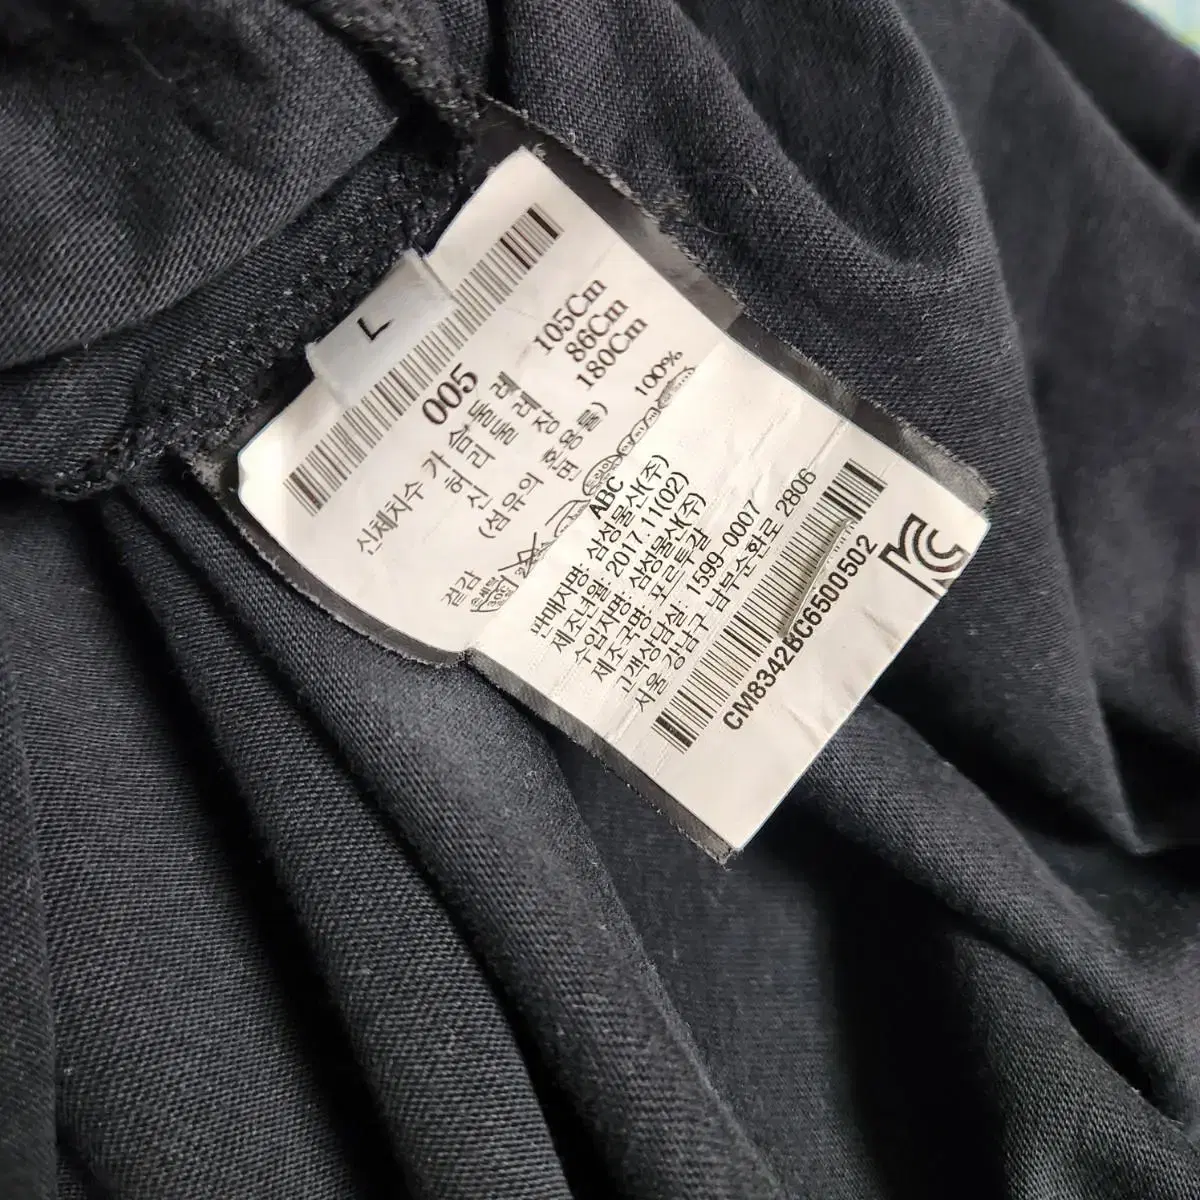 L
005
신체치수 가슴둘레 105Cm
허리둘레 86Cm
신장 180Cm
(섬유의 혼용률)
겉감 면 100%
ABC
판매자명: 삼성물산(주)
제조년월: 2017.11(02)
수입자명: 삼성물산(주)
제조국명: 포르투갈
고객상담실: 1599-0007
서울 강남구 남부순환로 2806
CM8342BC6500502